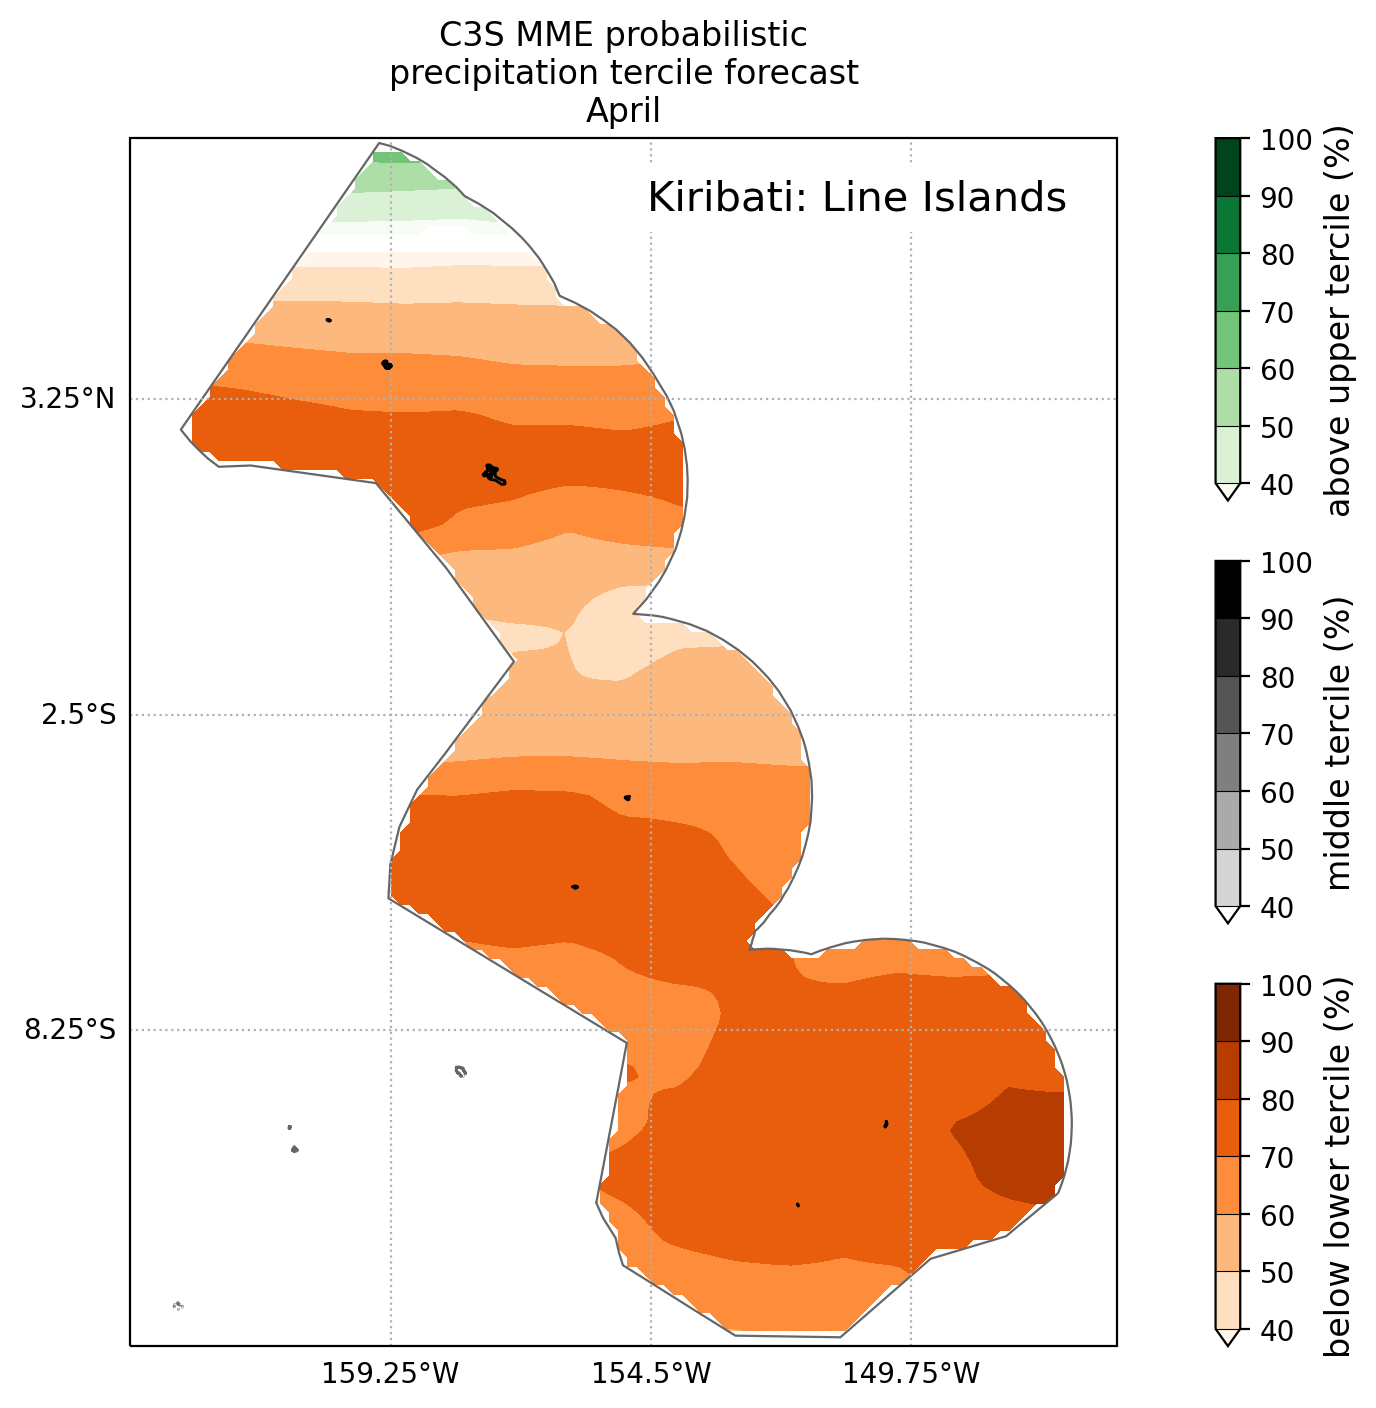 C3S MME probabilistic
precipitation tercile forecast
April
Kiribati: Line Islands
3.25°N
2.5°S
8.25°S
159.25°W
154.5°W
149.75°W
100
90
80
70
60
50
40
above upper tercile (%)
100
90
80
70
60
50
40
middle tercile (%)
100
90
80
70
60
50
40
below lower tercile (%)